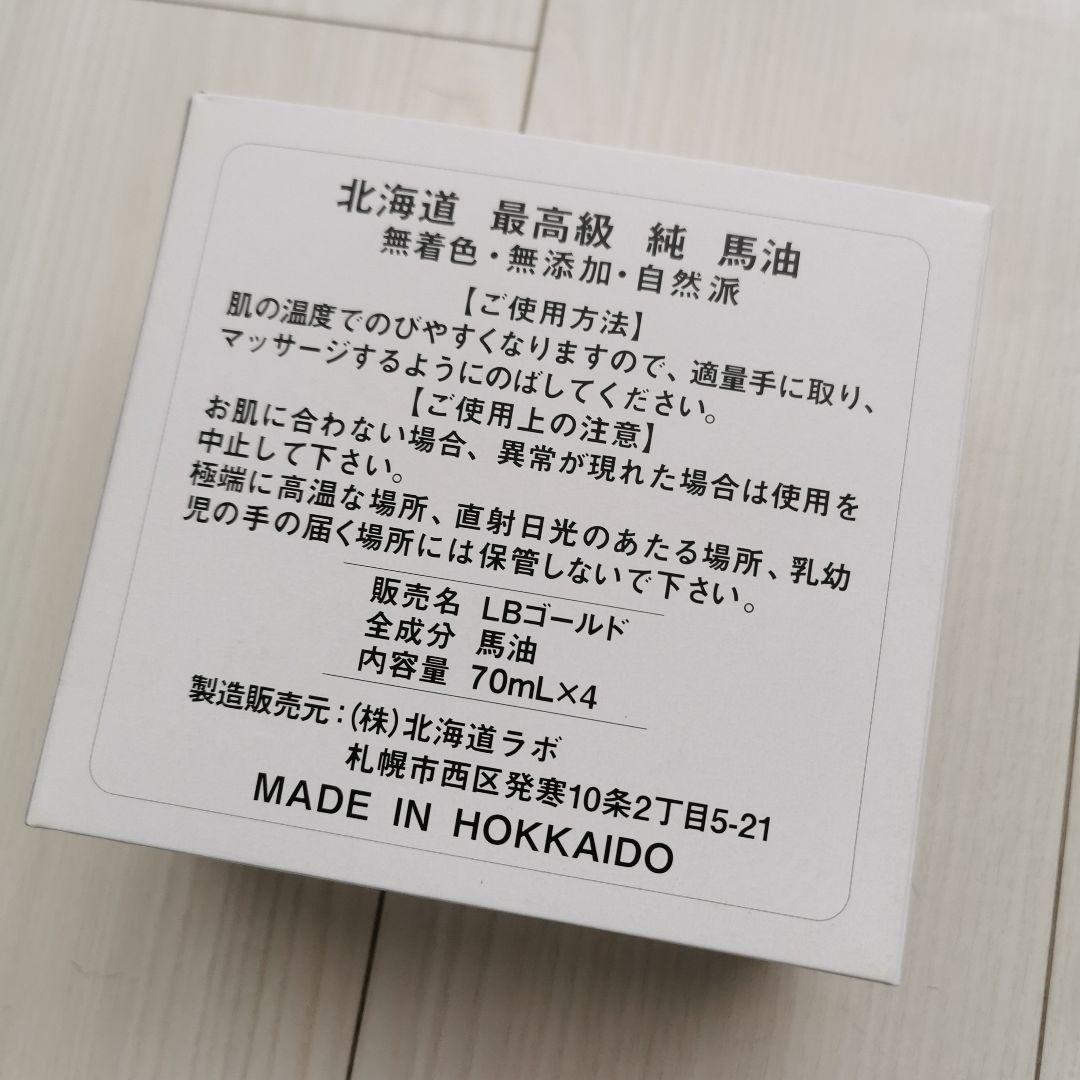 北海道 最高級 純 馬油
無着色・無添加・自然派
【ご使用方法】
肌の温度でのびやすくなりますので、適量手に取り、
マッサージするようにのばしてください。
【ご使用上の注意】
お肌に合わない場合、異常が現れた場合は使用を
中止して下さい。
極端に高温な場所、直射日光のあたる場所、乳幼
児の手の届く場所には保管しないで下さい。
販売名 LBゴールド
全成分 馬油
内容量 70mL×4
製造販売元：(株)北海道ラボ
札幌市西区発寒10条2丁目5-21
MADE IN HOKKAIDO